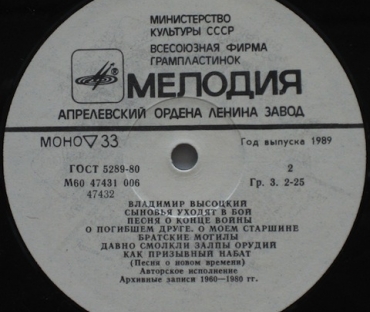 МИНИСТЕРСТВО
КУЛЬТУРЫ СССР
ВСЕСОЮЗНАЯ ФИРМА
ГРАМПЛАСТИНОК
МЕЛОДИЯ
АПРЕЛЕВСКИЙ ОРДЕНА ЛЕНИНА ЗАВОД
МОНО ▽ 33
Год выпуска 1989
ГОСТ 5289-80
2
М60 47431 006
Гр. 3. 2-25
47432
ВЛАДИМИР ВЫСОЦКИЙ
СЫНОВЬЯ УХОДЯТ В БОЙ
ПЕСНЯ О КОНЦЕ ВОЙНЫ
О ПОГИБШЕМ ДРУГЕ. О МОЕМ СТАРШИНЕ
БРАТСКИЕ МОГИЛЫ
ДАВНО СМОЛКЛИ ЗАЛПЫ ОРУДИЙ
КАК ПРИЗЫВНЫЙ НАБАТ
(Песня о новом времени)
Авторское исполнение
Архивные записи 1960—1980 гг.